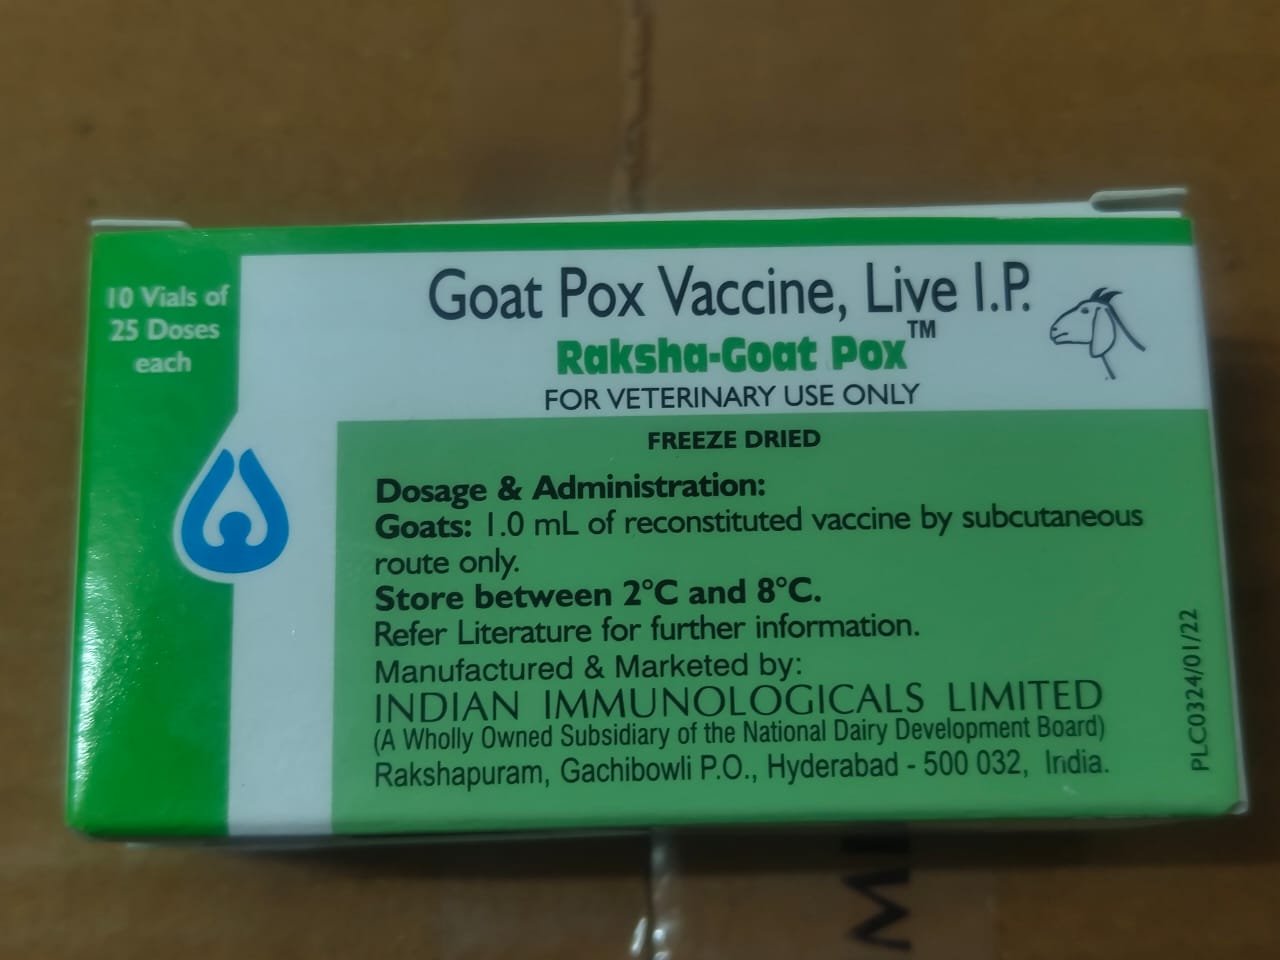 10 Vials of
25 Doses
each
Goat Pox Vaccine, Live I.P.
Raksha-Goat Pox™
FOR VETERINARY USE ONLY
FREEZE DRIED
Dosage & Administration:
Goats: 1.0 mL of reconstituted vaccine by subcutaneous
route only.
Store between 2°C and 8°C.
Refer Literature for further information.
Manufactured & Marketed by:
INDIAN IMMUNOLOGICALS LIMITED
(A Wholly Owned Subsidiary of the National Dairy Development Board)
Rakshapuram, Gachibowli P.O., Hyderabad - 500 032, India.
PLC0324/01/22